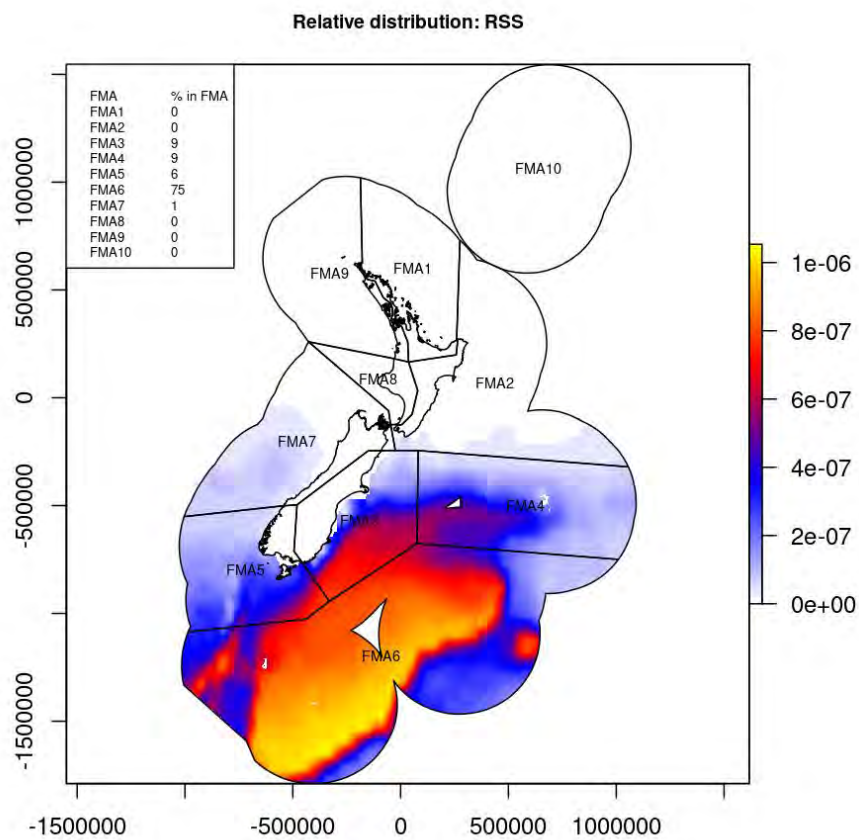 Relative distribution: RSS
FMA % in FMA
FMA1 0
FMA2 0
FMA3 9
FMA4 9
FMA5 6
FMA6 75
FMA7 1
FMA8 0
FMA9 0
FMA10 0
FMA10
FMA9
FMA1
FMA8
FMA2
FMA7
FMA4
FMA5
FMA6
1000000
500000
0
-500000
-1500000
-1500000
-500000
0
500000
1000000
1e-06
8e-07
6e-07
4e-07
2e-07
0e+00